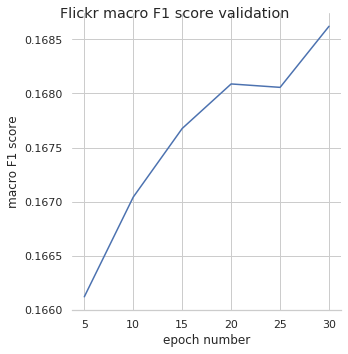 Flickr macro F1 score validation
macro F1 score
0.1685
0.1680
0.1675
0.1670
0.1665
0.1660
5 10 15 20 25 30
epoch number